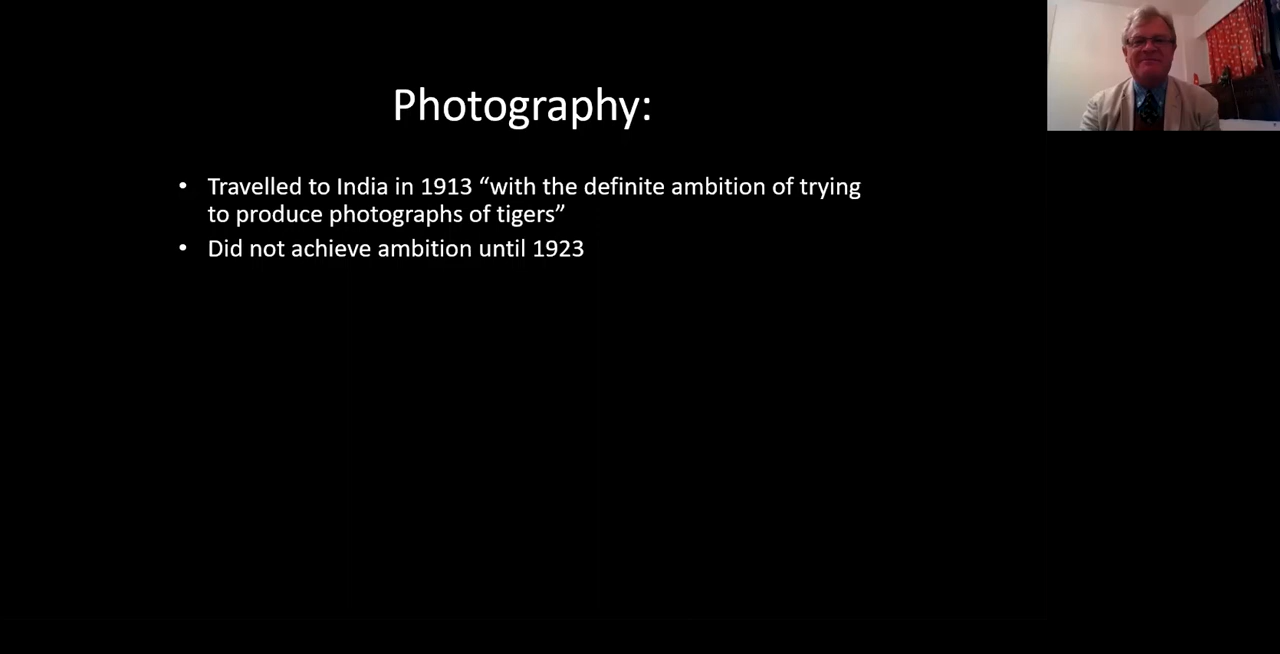 Photography:
• Travelled to India in 1913 “with the definite ambition of trying
to produce photographs of tigers”
• Did not achieve ambition until 1923